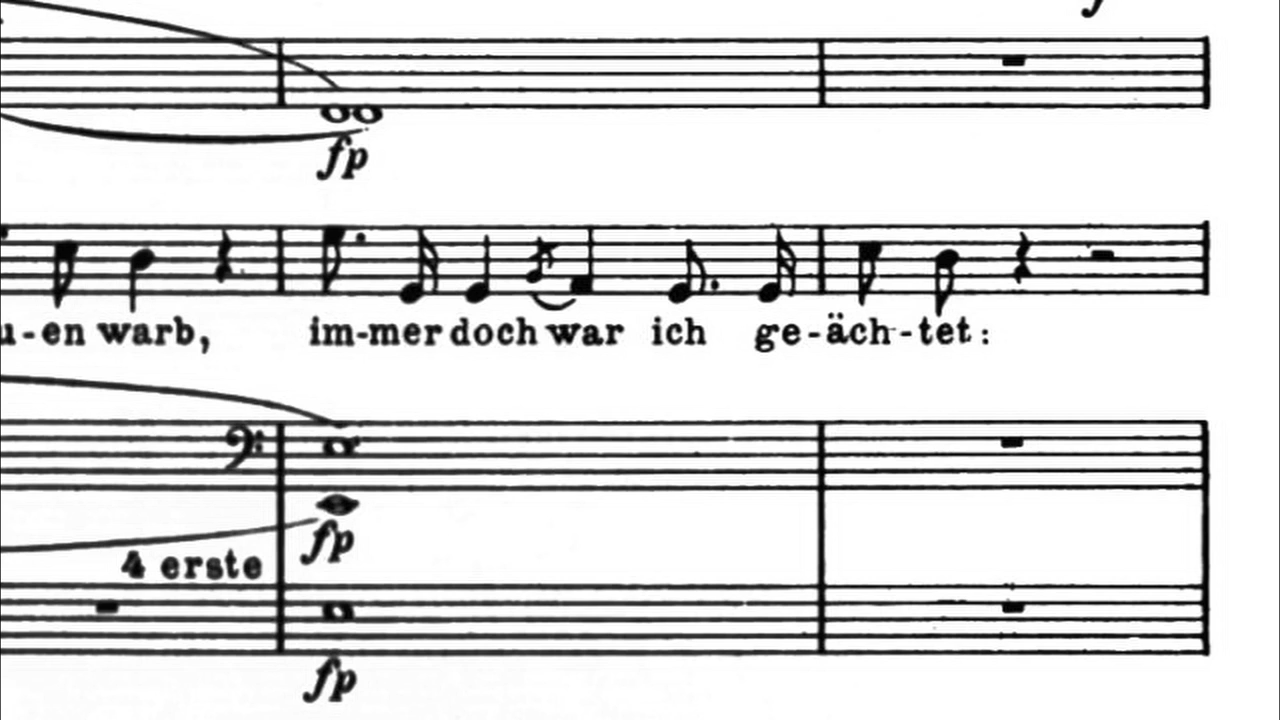 fp
u-en warb, im-mer doch war ich ge-äch-tet:
fp
4 erste
fp